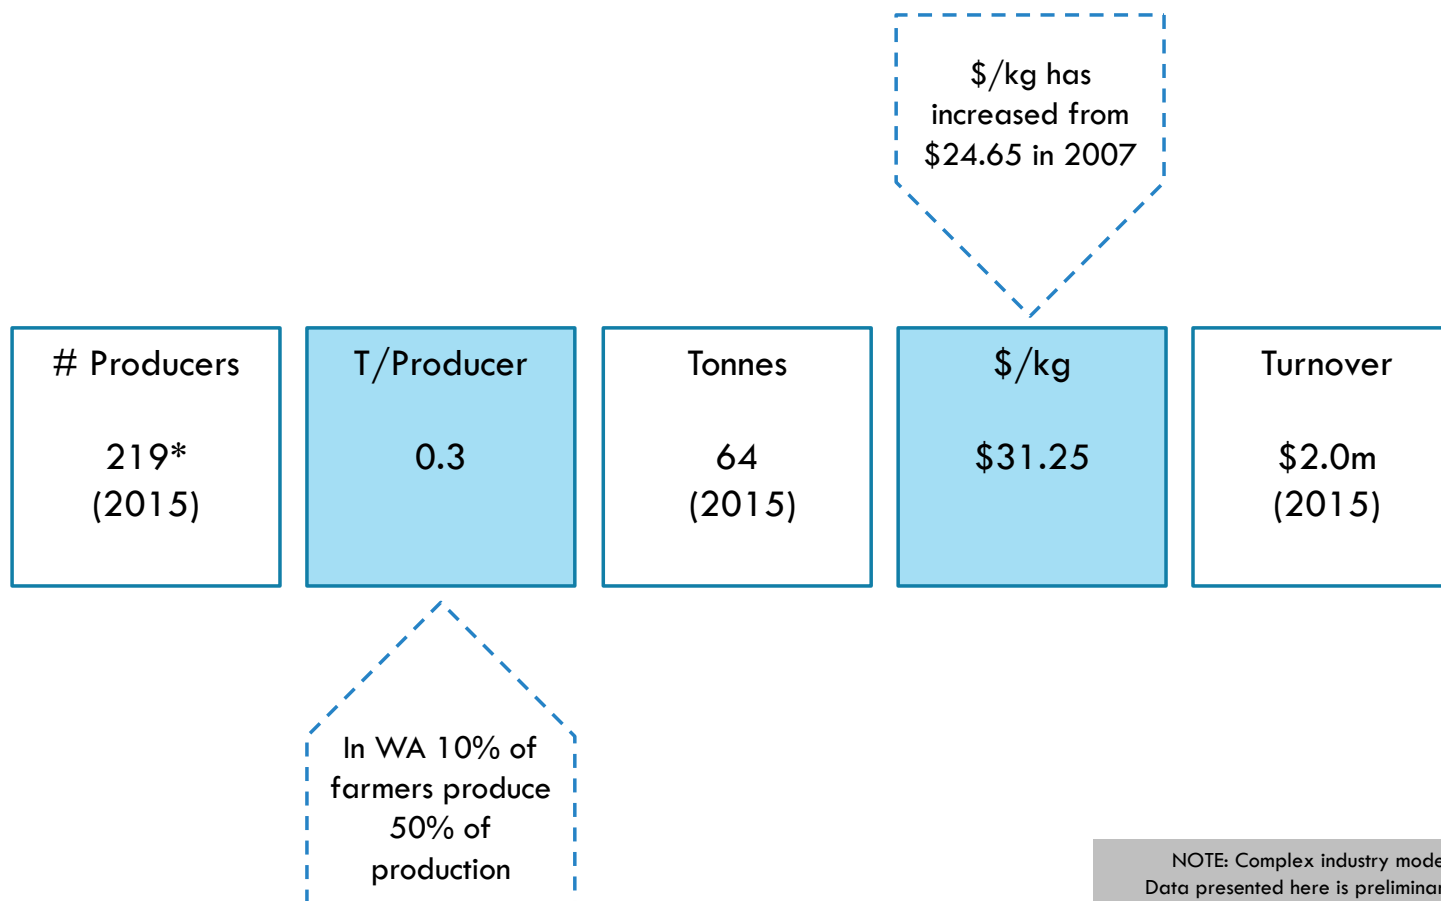 $/kg has
increased from
$24.65 in 2007
# Producers
219*
(2015)
T/Producer
0.3
Tonnes
64
(2015)
$/kg
$31.25
Turnover
$2.0m
(2015)
In WA 10% of
farmers produce
50% of
production
NOTE: Complex industry mode
Data presented here is preliminar